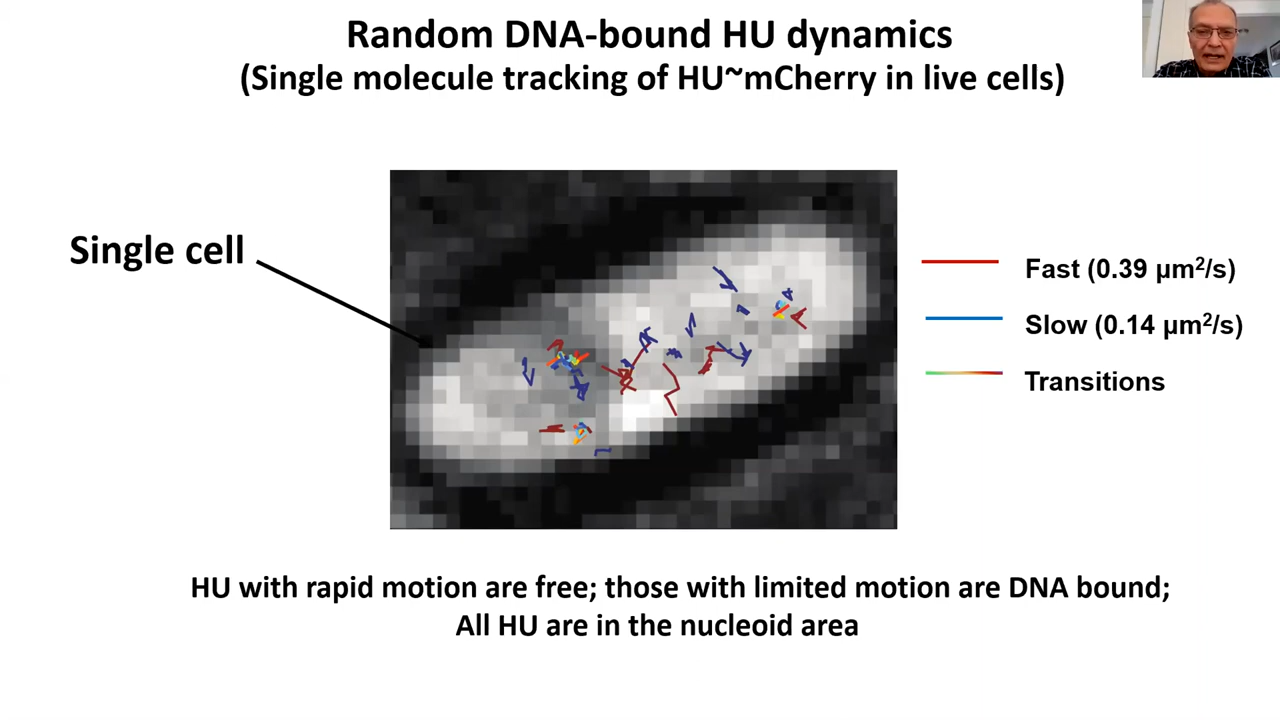 Random DNA-bound HU dynamics
(Single molecule tracking of HU~mCherry in live cells)
Single cell
Fast (0.39 µm²/s)
Slow (0.14 µm²/s)
Transitions
HU with rapid motion are free; those with limited motion are DNA bound;
All HU are in the nucleoid area